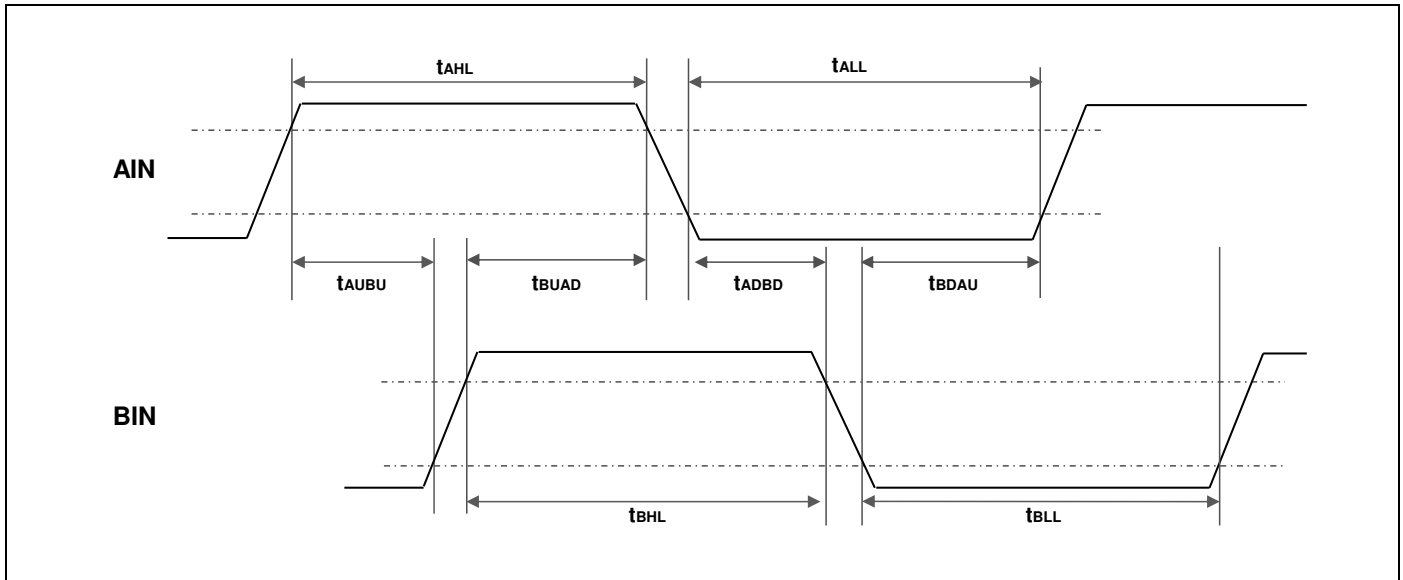 tAHL
tALL
AIN
tAUBU
tBUAD
tADBD
tBDAU
BIN
tBHL
tBLL